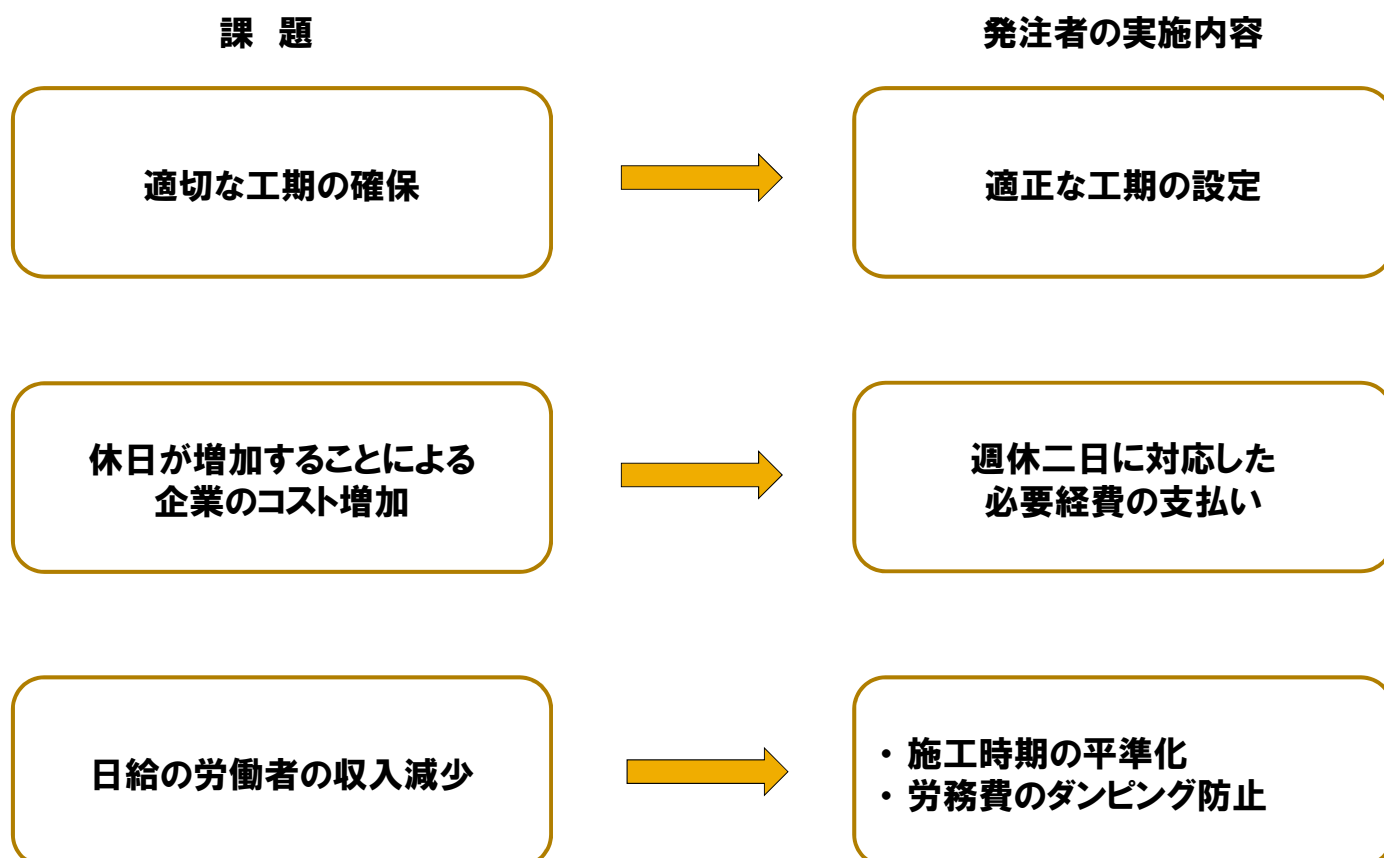 課 題
発注者の実施内容
適切な工期の確保
適正な工期の設定
休日が増加することによる
企業のコスト増加
週休二日に対応した
必要経費の支払い
日給の労働者の収入減少
・ 施工時期の平準化
・ 労務費のダンピング防止